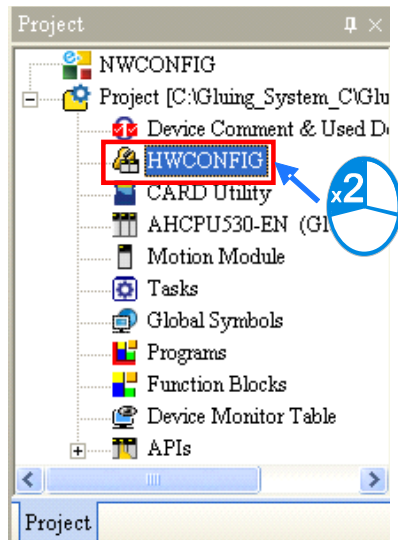 Project
NWCONFIG
Project [C:\Gluing_System_C\Glu
Device Comment & Used D
HWCONFIG
x2
CARD Utility
AHCPU530-EN (Gl
Motion Module
Tasks
Global Symbols
Programs
Function Blocks
Device Monitor Table
APIs
Project